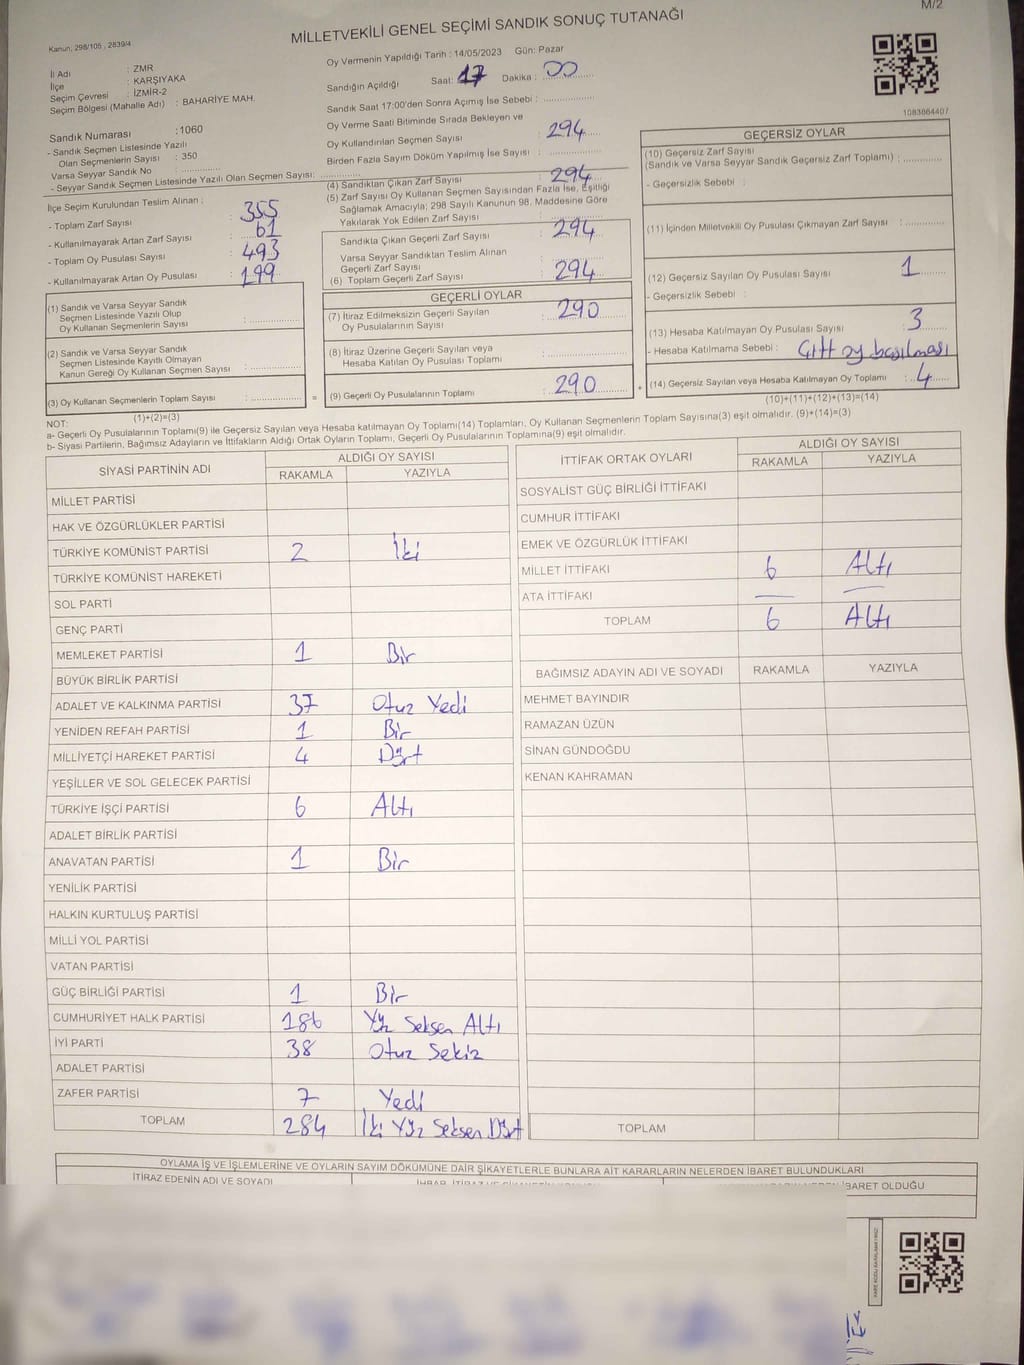 M/2
MİLLETVEKİLİ GENEL SEÇİMİ SANDIK SONUÇ TUTANAĞI
Kanun, 298/105 , 2839/4
İl Adı : ZMR
İlçe : KARŞIYAKA
Seçim Çevresi : İZMİR-2
Seçim Bölgesi (Mahalle Adı) : BAHARİYE MAH.
Sandık Numarası :1060
- Sandık Seçmen Listesinde Yazılı
Olan Seçmenlerin Sayısı : 350
Varsa Seyyar Sandık No :
- Seyyar Sandık Seçmen Listesinde Yazılı Olan Seçmen Sayısı:
İlçe Seçim Kurulundan Teslim Alınan ;
- Toplam Zarf Sayısı : 355
- Kullanılmayarak Artan Zarf Sayısı : 61
- Toplam Oy Pusulası Sayısı : 493
- Kullanılmayarak Artan Oy Pusulası : 199
(1) Sandık ve Varsa Seyyar Sandık
Seçmen Listesinde Yazılı Olup
Oy Kullanan Seçmenlerin Sayısı :
(2) Sandık ve Varsa Seyyar Sandık
Seçmen Listesinde Kayıtlı Olmayan
Kanun Gereği Oy Kullanan Seçmen Sayısı :
(3) Oy Kullanan Seçmenlerin Toplam Sayısı :
(1)+(2)=(3)
Oy Vermenin Yapıldığı Tarih : 14/05/2023 Gün: Pazar
Sandığın Açıldığı Saat: 17 Dakika : 00
Sandık Saat 17:00'den Sonra Açımış İse Sebebi :
Oy Verme Saati Bitiminde Sırada Bekleyen ve
Oy Kullandırılan Seçmen Sayısı : 294
Birden Fazla Sayım Döküm Yapılmış İse Sayısı :
(4) Sandıktan Çıkan Zarf Sayısı : 294
(5) Zarf Sayısı Oy Kullanan Seçmen Sayısından Fazla İse, Eşitliği
Sağlamak Amacıyla; 298 Sayılı Kanunun 98. Maddesine Göre
Yakılarak Yok Edilen Zarf Sayısı :
Sandıkta Çıkan Geçerli Zarf Sayısı : 294
Varsa Seyyar Sandıktan Teslim Alınan
Geçerli Zarf Sayısı :
(6) Toplam Geçerli Zarf Sayısı : 294
GEÇERLİ OYLAR
(7) İtiraz Edilmeksizin Geçerli Sayılan
Oy Pusulalarının Sayısı : 290
(8) İtiraz Üzerine Geçerli Sayılan veya
Hesaba Katılan Oy Pusulası Toplamı :
= (9) Geçerli Oy Pusulalarının Toplamı : 290 +
1083664407
GEÇERSİZ OYLAR
(10) Geçersiz Zarf Sayısı
(Sandık ve Varsa Seyyar Sandık Geçersiz Zarf Toplamı) :
- Geçersizlik Sebebi :
(11) İçinden Milletvekili Oy Pusulası Çıkmayan Zarf Sayısı :
(12) Geçersiz Sayılan Oy Pusulası Sayısı : 1
- Geçersizlik Sebebi :
(13) Hesaba Katılmayan Oy Pusulası Sayısı : 3
- Hesaba Katılmama Sebebi : Çift oy basılması
(14) Geçersiz Sayılan veya Hesaba Katılmayan Oy Toplamı : 4
(10)+(11)+(12)+(13)=(14)
NOT:
a- Geçerli Oy Pusulalarının Toplamı(9) ile Geçersiz Sayılan veya Hesaba katılmayan Oy Toplamı(14) Toplamları, Oy Kullanan Seçmenlerin Toplam Sayısına(3) eşit olmalıdır. (9)+(14)=(3)
b- Siyasi Partilerin, Bağımsız Adayların ve İttifakların Aldığı Ortak Oyların Toplamı, Geçerli Oy Pusulalarının Toplamına(9) eşit olmalıdır.
SİYASİ PARTİNİN ADI ALDIĞI OY SAYISI
RAKAMLA YAZIYLA
MİLLET PARTİSİ
HAK VE ÖZGÜRLÜKLER PARTİSİ
TÜRKİYE KOMÜNİST PARTİSİ 2 İki
TÜRKİYE KOMÜNİST HAREKETİ
SOL PARTİ
GENÇ PARTİ
MEMLEKET PARTİSİ 1 Bir
BÜYÜK BİRLİK PARTİSİ
ADALET VE KALKINMA PARTİSİ 37 Otuz Yedi
YENİDEN REFAH PARTİSİ 1 Bir
MİLLİYETÇİ HAREKET PARTİSİ 4 Dört
YEŞİLLER VE SOL GELECEK PARTİSİ
TÜRKİYE İŞÇİ PARTİSİ 6 Altı
ADALET BİRLİK PARTİSİ
ANAVATAN PARTİSİ 1 Bir
YENİLİK PARTİSİ
HALKIN KURTULUŞ PARTİSİ
MİLLİ YOL PARTİSİ
VATAN PARTİSİ
GÜÇ BİRLİĞİ PARTİSİ 1 Bir
CUMHURİYET HALK PARTİSİ 186 Yüz Seksen Altı
İYİ PARTİ 38 Otuz Sekiz
ADALET PARTİSİ
ZAFER PARTİSİ 7 Yedi
TOPLAM 284 İki Yüz Seksen Dört
İTTİFAK ORTAK OYLARI ALDIĞI OY SAYISI
RAKAMLA YAZIYLA
SOSYALİST GÜÇ BİRLİĞİ İTTİFAKI
CUMHUR İTTİFAKI
EMEK VE ÖZGÜRLÜK İTTİFAKI
MİLLET İTTİFAKI 6 Altı
ATA İTTİFAKI — —
TOPLAM 6 Altı
BAĞIMSIZ ADAYIN ADI VE SOYADI RAKAMLA YAZIYLA
MEHMET BAYINDIR
RAMAZAN ÜZÜN
SİNAN GÜNDOĞDU
KENAN KAHRAMAN
TOPLAM
OYLAMA İŞ VE İŞLEMLERİNE VE OYLARIN SAYIM DÖKÜMÜNE DAİR ŞİKAYETLERLE BUNLARA AİT KARARLARIN NELERDEN İBARET BULUNDUKLARI
İTİRAZ EDENİN ADI VE SOYADI
İBARET OLDUĞU